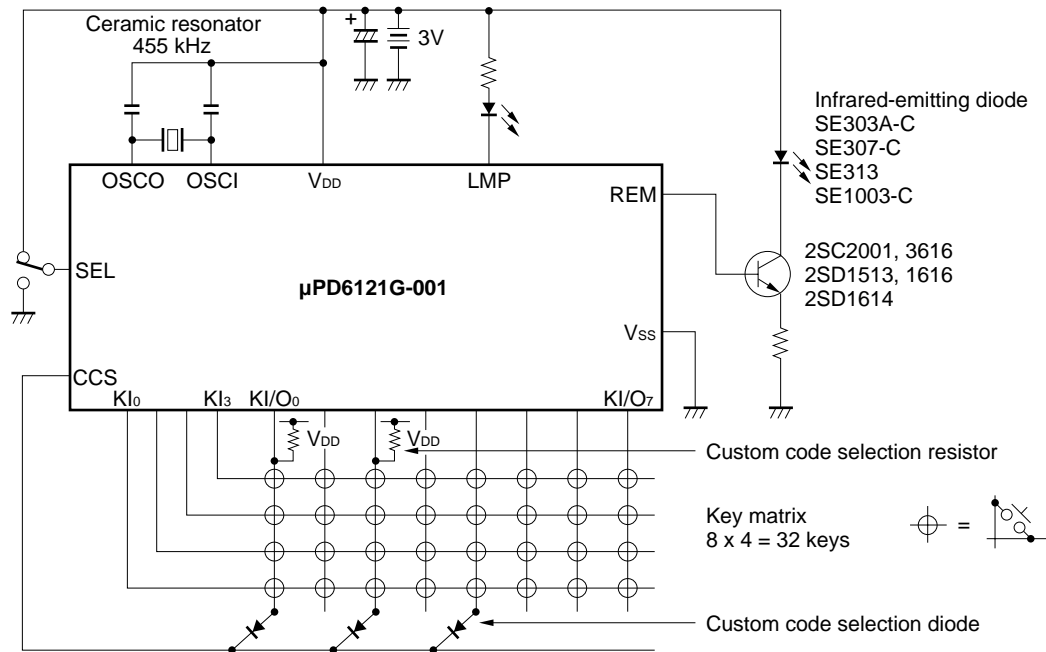 Ceramic resonator
455 kHz
+
3V
Infrared-emitting diode
SE303A-C
SE307-C
SE313
SE1003-C
OSCO OSCI VDD LMP
REM
SEL
µPD6121G-001
2SC2001, 3616
2SD1513, 1616
2SD1614
VSS
CCS
KI0 KI3 KI/O0 KI/O7
VDD VDD
Custom code selection resistor
Key matrix
8 x 4 = 32 keys
=
Custom code selection diode